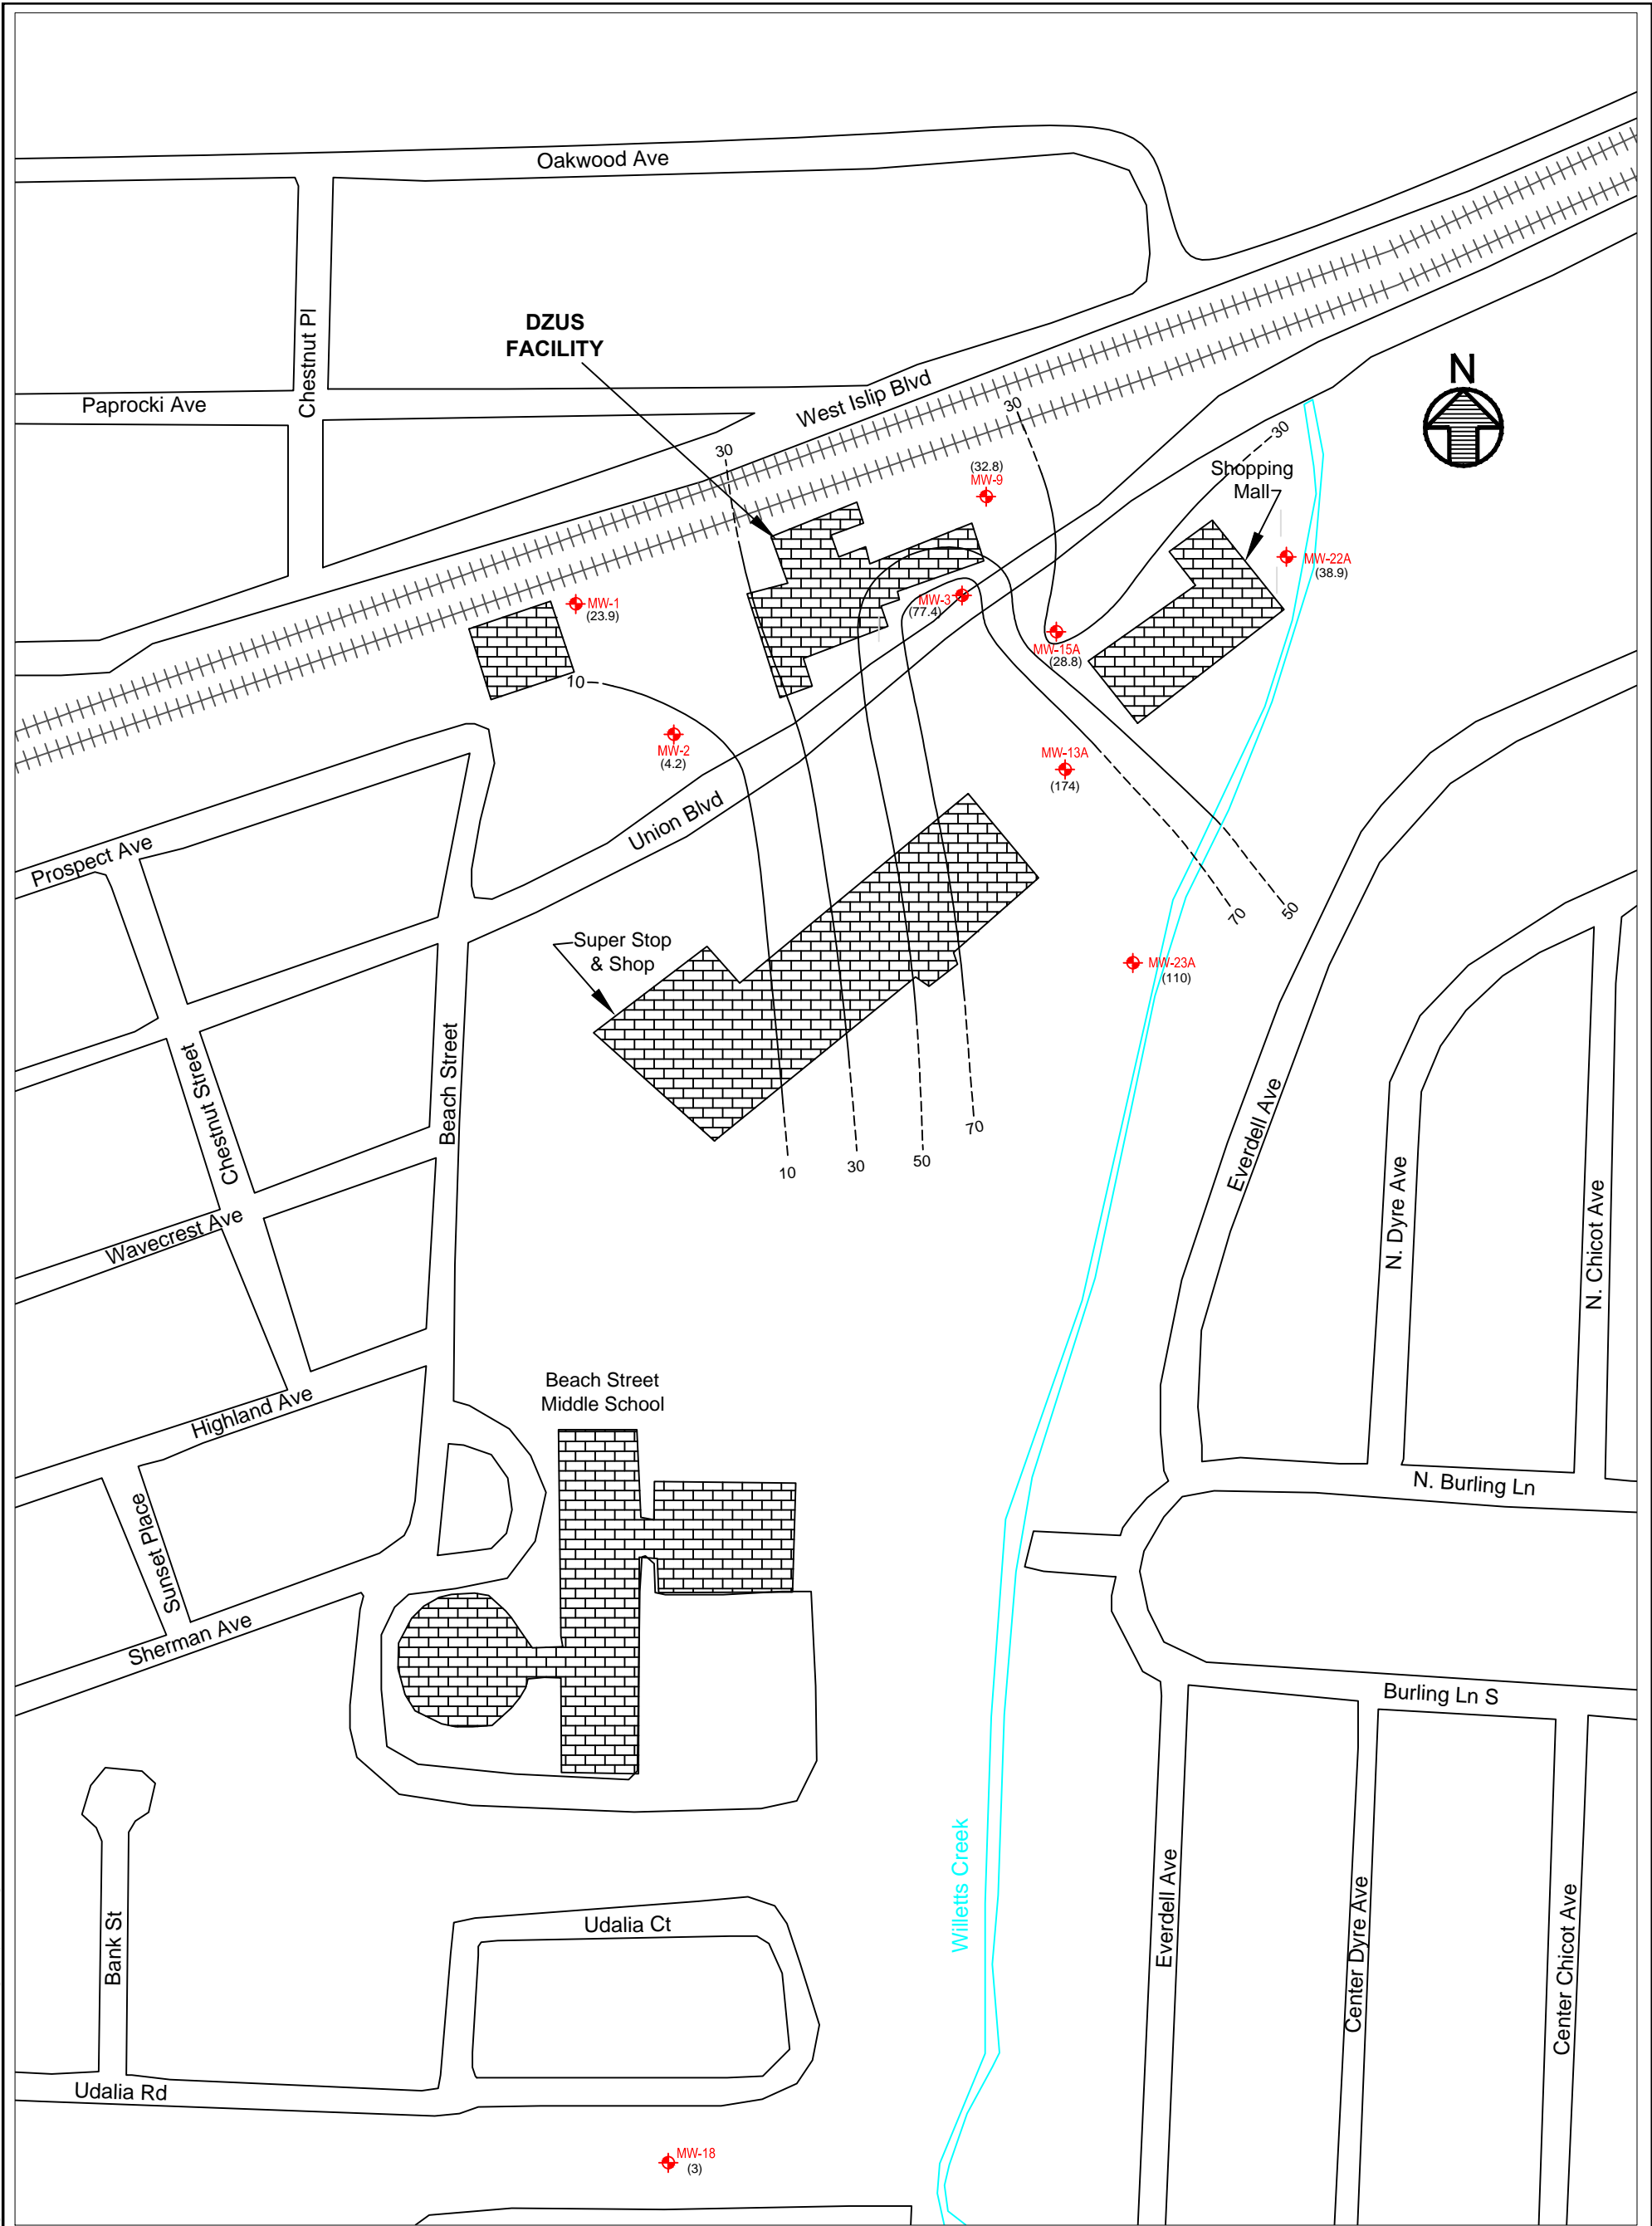 Oakwood Ave
Chestnut Pl
DZUS
FACILITY
N
Paprocki Ave
West Islip Blvd
30
30
30
(32.8)
MW-9
Shopping
Mall
MW-22A
(38.9)
MW-1
(23.9)
MW-3
(77.4)
MW-15A
(28.8)
10
MW-2
(4.2)
MW-13A
(174)
Union Blvd
Prospect Ave
70
50
Super Stop
& Shop
MW-23A
(110)
Chestnut Street
Beach Street
10
30
50
70
Everdell Ave
N. Dyre Ave
N. Chicot Ave
Wavecrest Ave
Beach Street
Middle School
Highland Ave
N. Burling Ln
Sunset Place
Sherman Ave
Burling Ln S
Willetts Creek
Bank St
Udalia Ct
Everdell Ave
Center Dyre Ave
Center Chicot Ave
Udalia Rd
MW-18
(3)